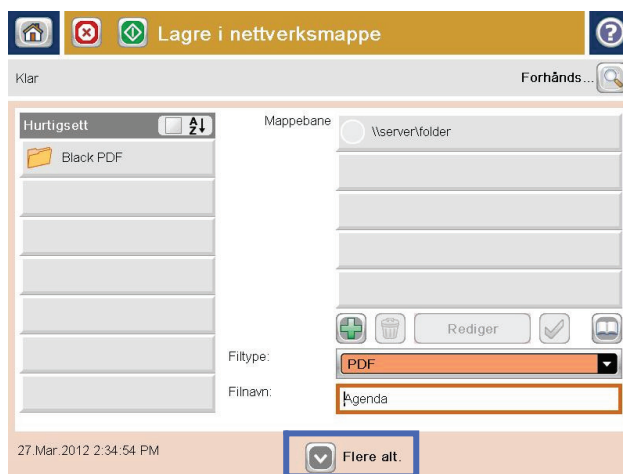 Lagre i nettverksmappe
?
Klar
Forhånds...
Hurtigsett
AZ
Mappebane
\\server\folder
Black PDF
Rediger
Filtype:
PDF
Filnavn:
Agenda
27.Mar.2012 2:34:54 PM
Flere alt.